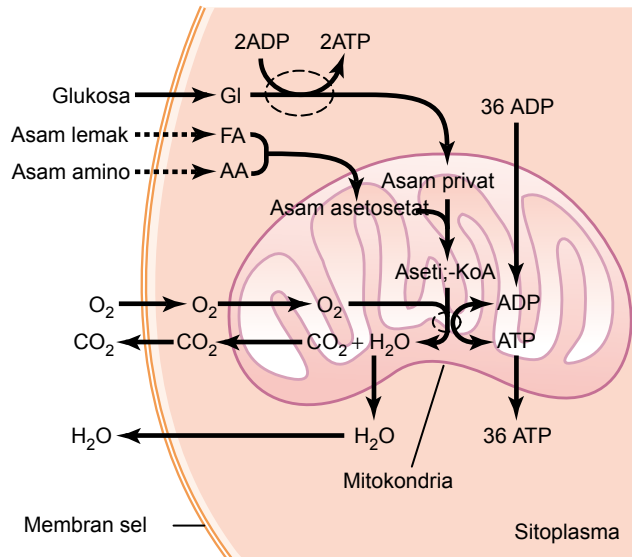 2ADP 2ATP
Glukosa Gl
36 ADP
Asam lemak FA
Asam amino AA
Asam privat
Asam asetosetat
Aseti;-KoA
O₂ O₂ O₂ ADP
CO₂ CO₂ CO₂ + H₂O ATP
H₂O H₂O 36 ATP
Mitokondria
Membran sel Sitoplasma